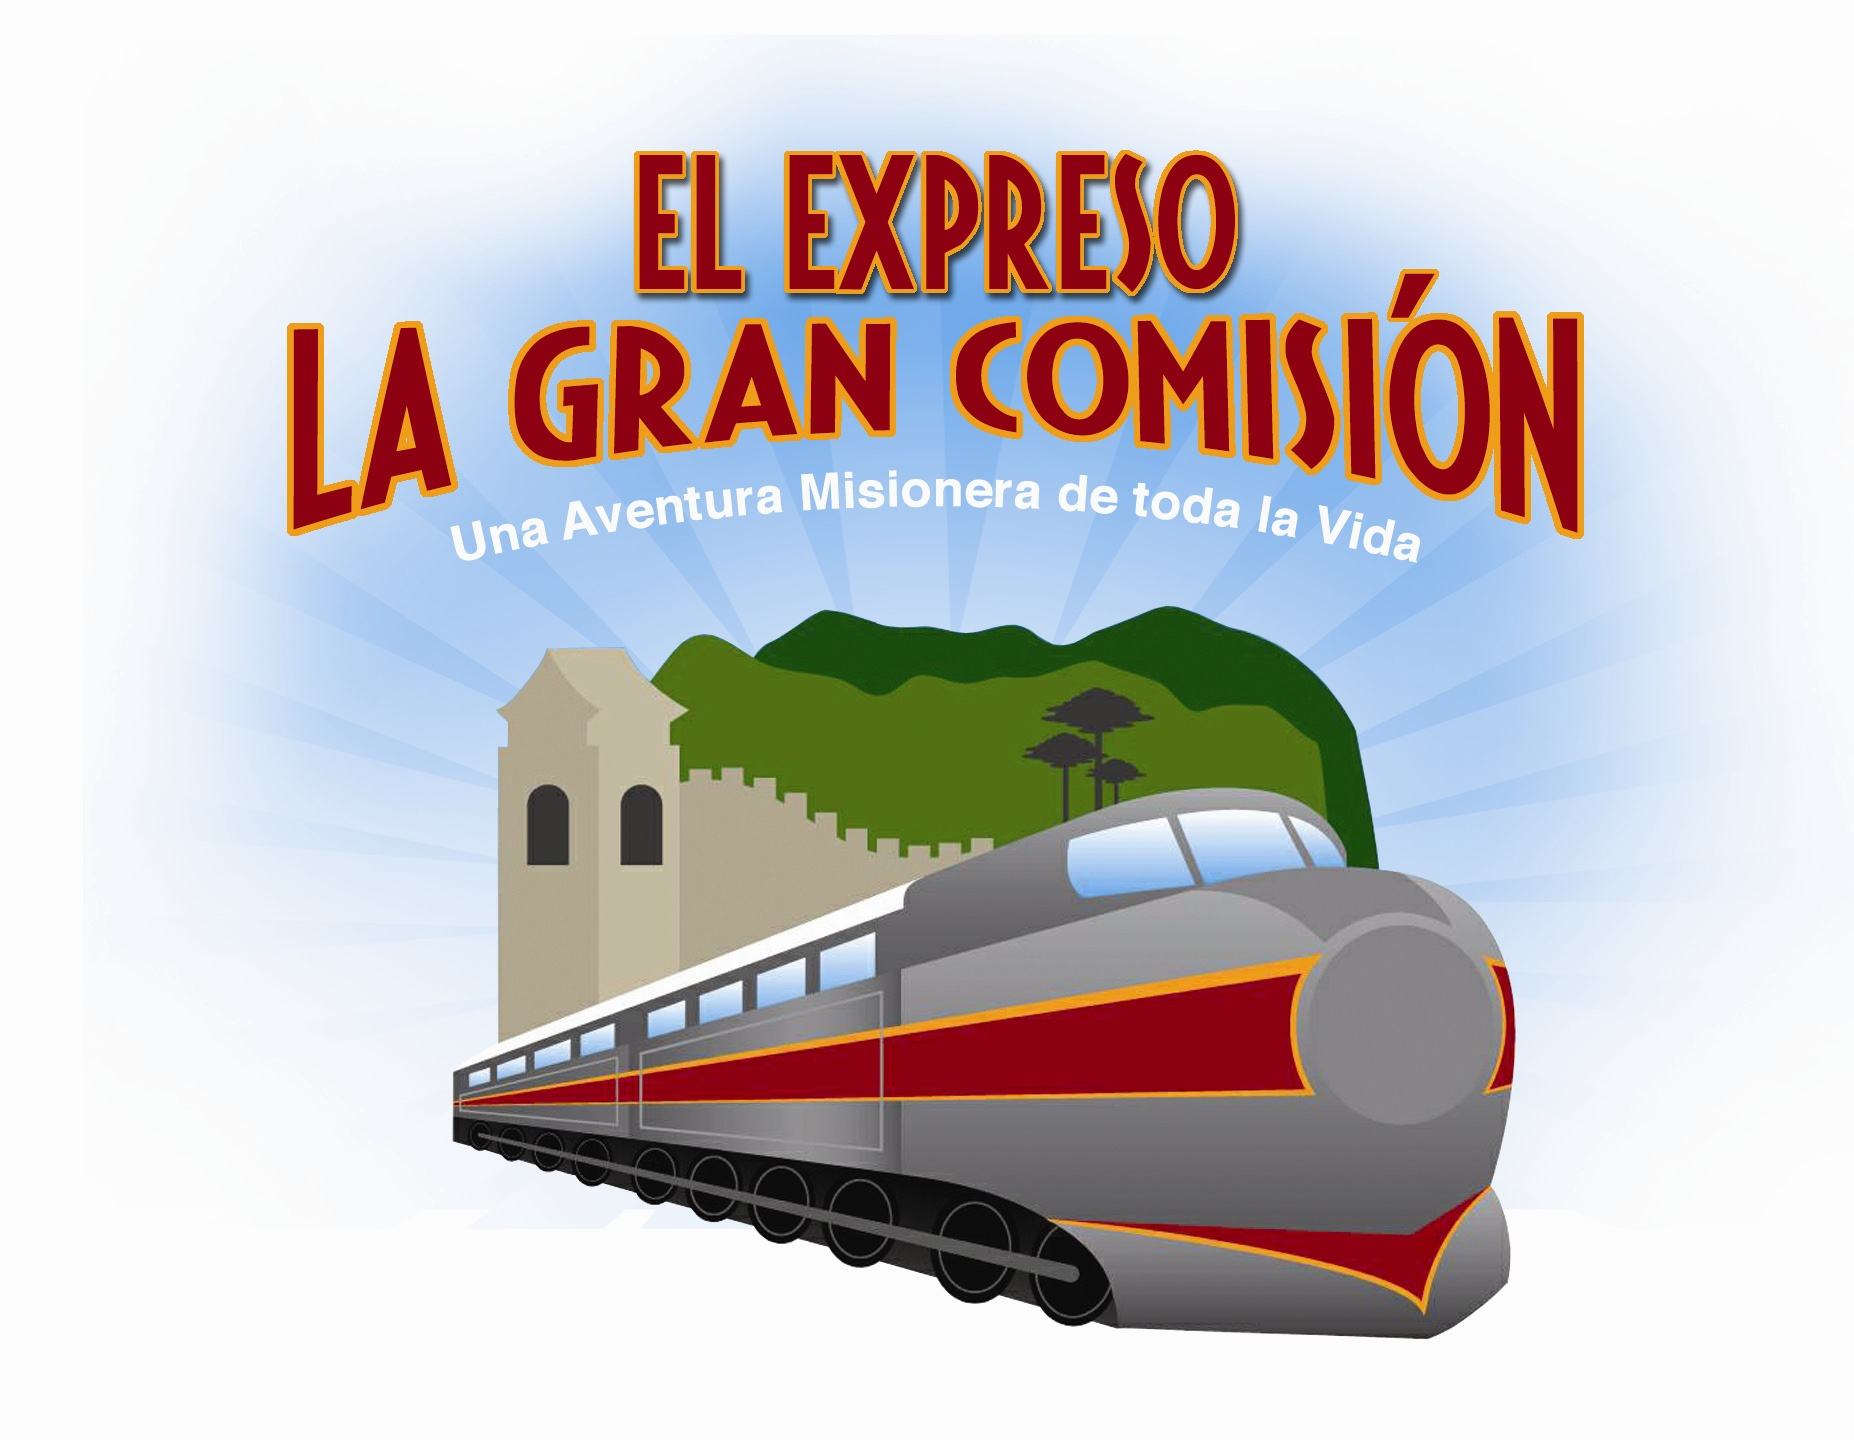 EL EXPRESO
LA GRAN COMISIÓN
Una Aventura Misionera de toda la Vida